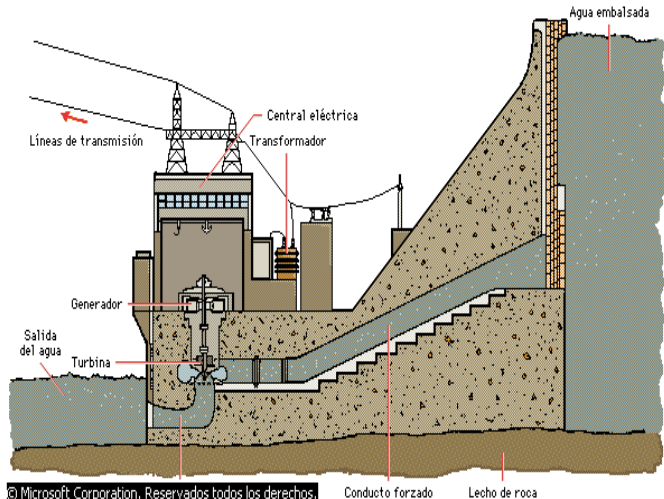 Agua embalsada
Central eléctrica
Líneas de transmisión
Transformador
Generador
Salida
del agua
Turbina
© Microsoft Corporation. Reservados todos los derechos.
Conducto forzado
Lecho de roca